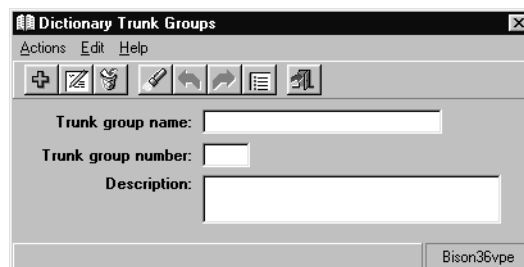 Dictionary Trunk Groups
Actions Edit Help
Trunk group name:
Trunk group number:
Description:
Bison36vpe